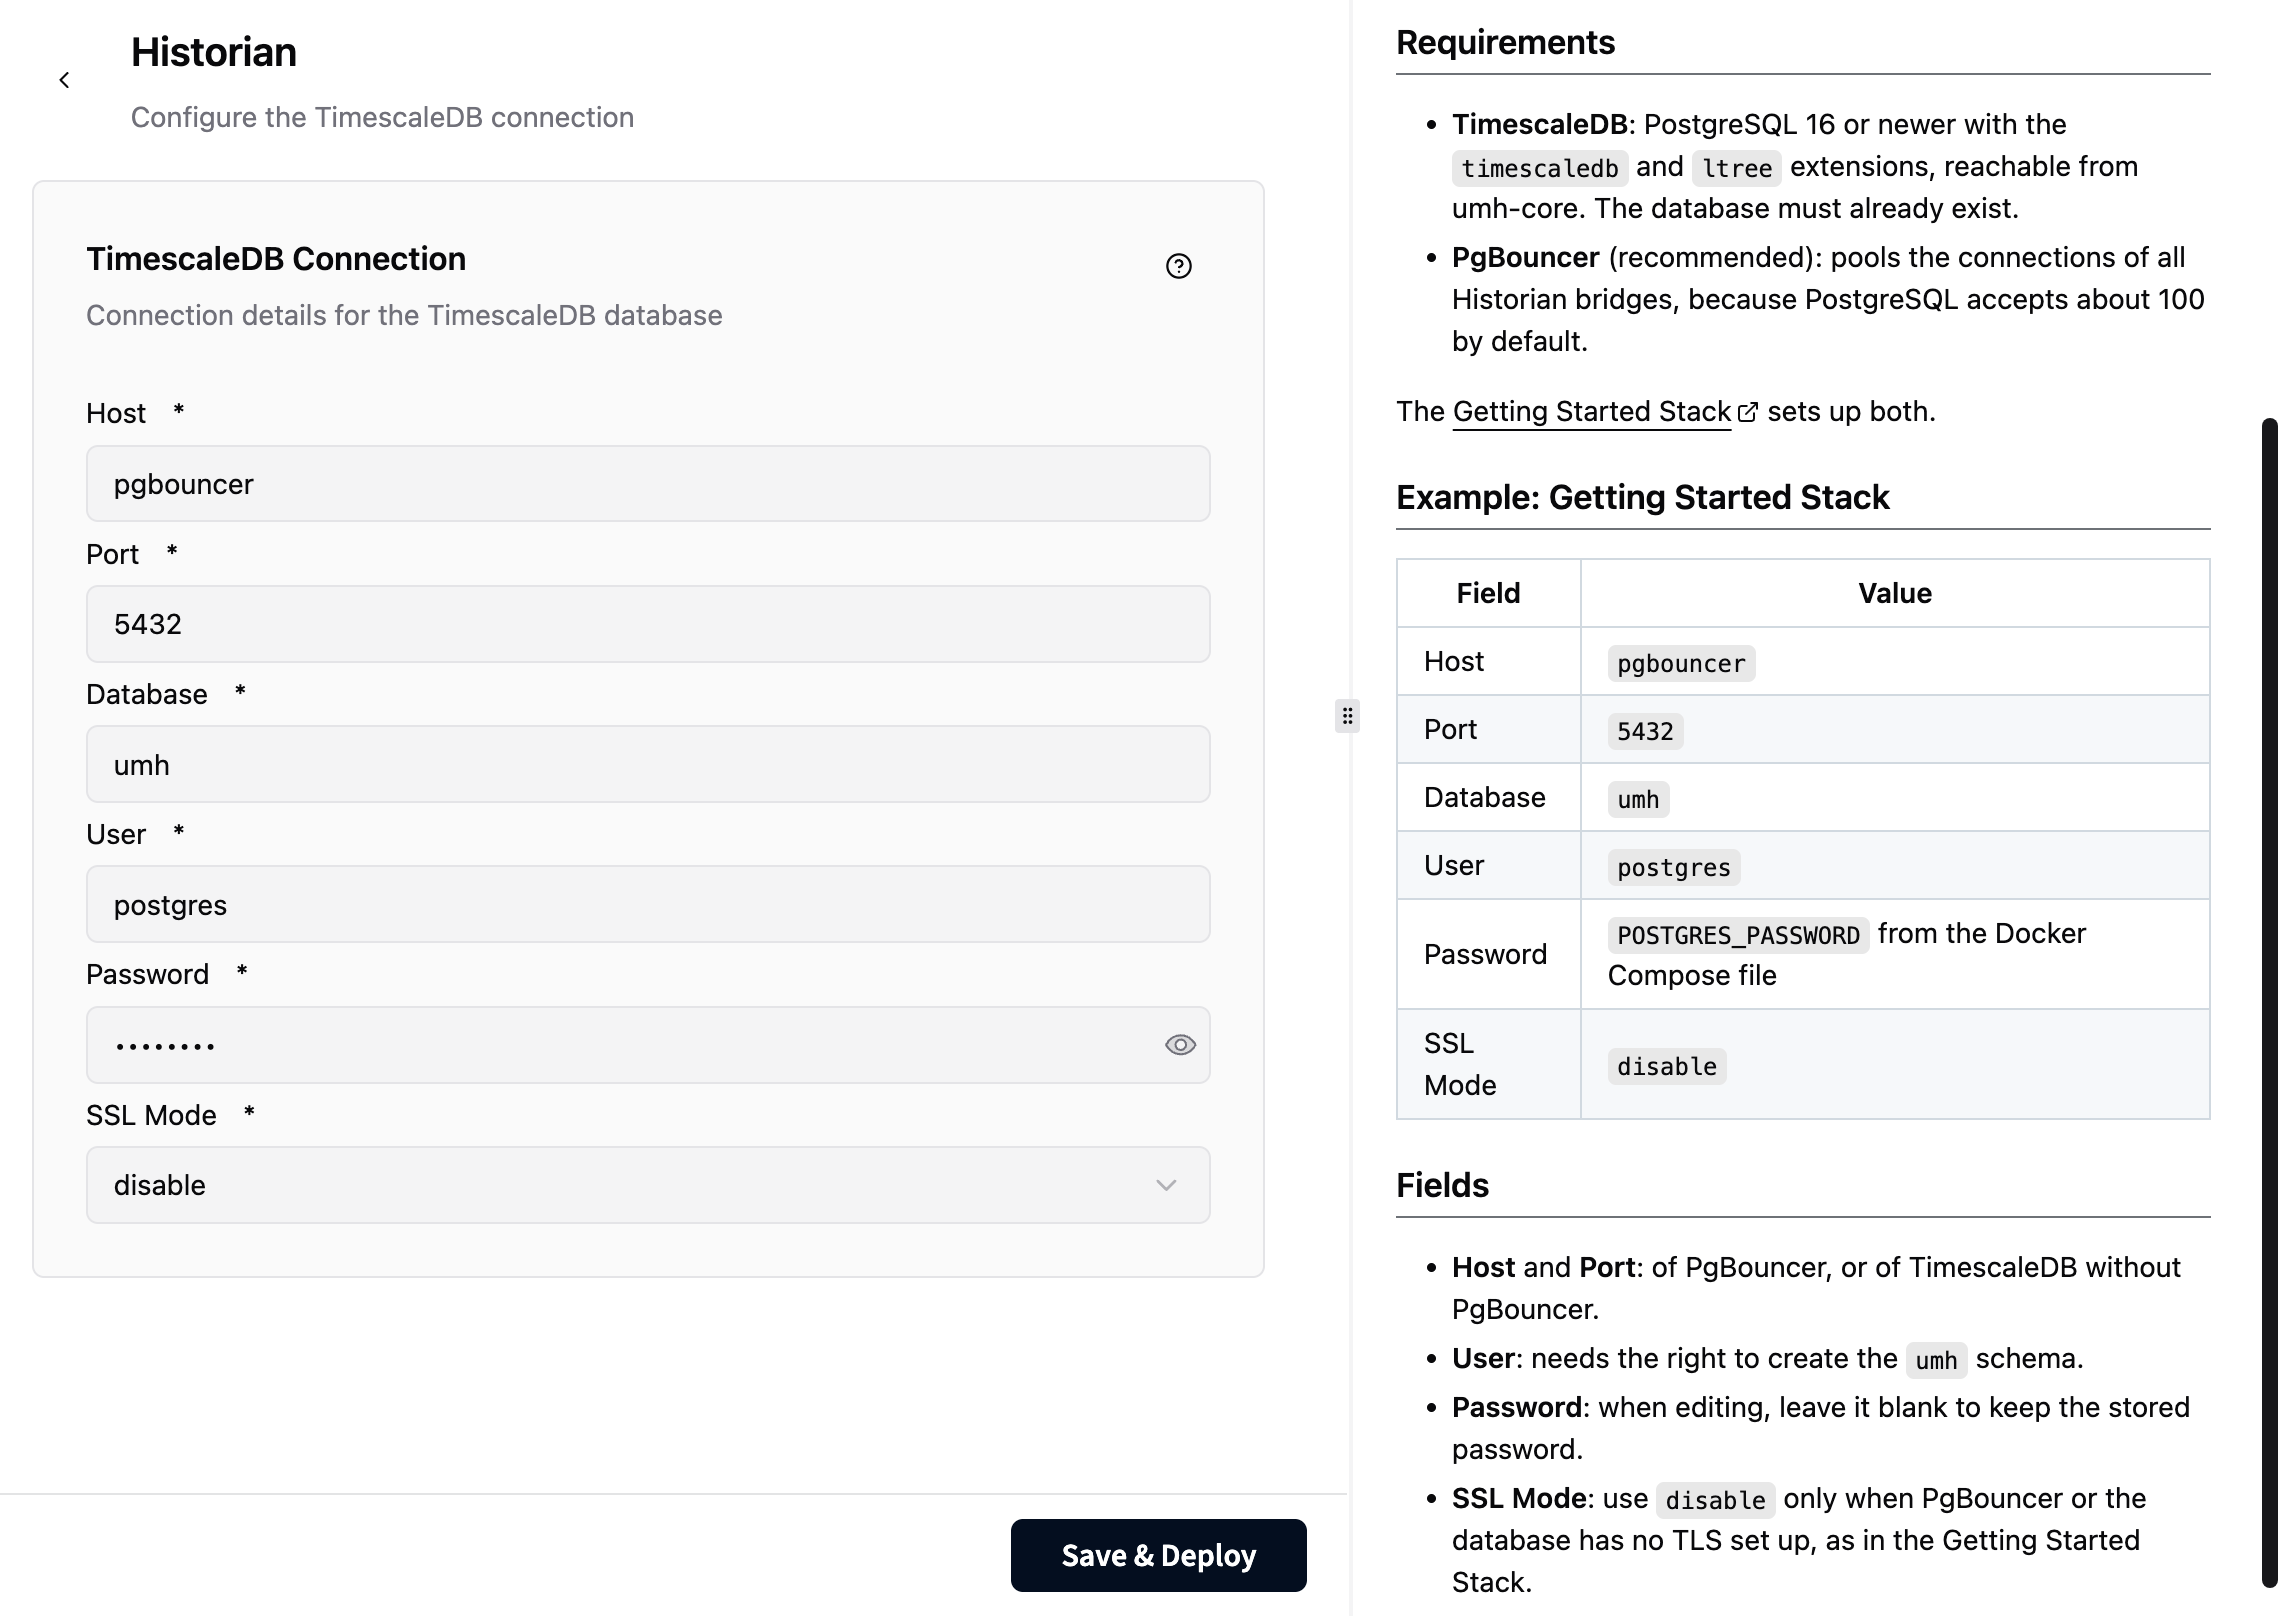 Historian
Configure the TimescaleDB connection
TimescaleDB Connection
Connection details for the TimescaleDB database
Host *
pgbouncer
Port *
5432
Database *
umh
User *
postgres
Password *
••••••••
SSL Mode *
disable
Save & Deploy
Requirements
• TimescaleDB: PostgreSQL 16 or newer with the
timescaledb and ltree extensions, reachable from
umh-core. The database must already exist.
• PgBouncer (recommended): pools the connections of all
Historian bridges, because PostgreSQL accepts about 100
by default.
The Getting Started Stack sets up both.
Example: Getting Started Stack
Field Value
Host pgbouncer
Port 5432
Database umh
User postgres
Password POSTGRES_PASSWORD from the Docker
Compose file
SSL
Mode disable
Fields
• Host and Port: of PgBouncer, or of TimescaleDB without
PgBouncer.
• User: needs the right to create the umh schema.
• Password: when editing, leave it blank to keep the stored
password.
• SSL Mode: use disable only when PgBouncer or the
database has no TLS set up, as in the Getting Started
Stack.